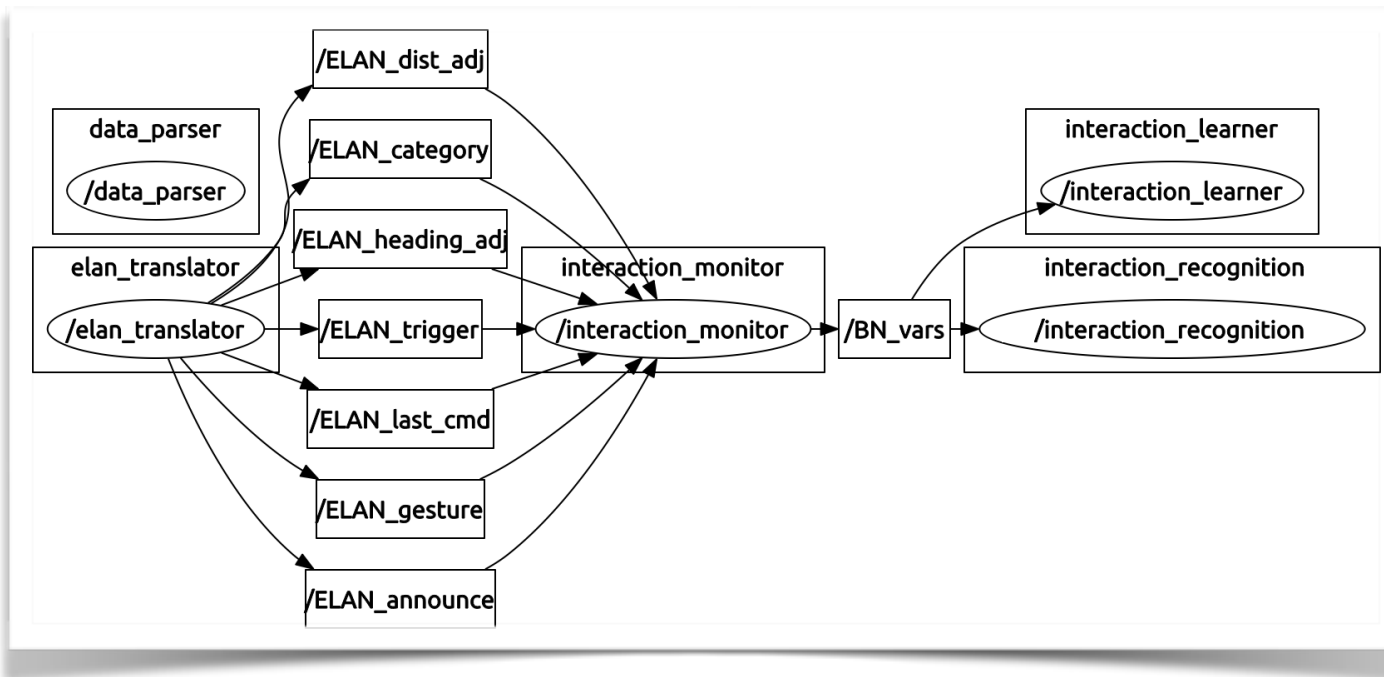 data_parser
/data_parser
elan_translator
/elan_translator
/ELAN_dist_adj
/ELAN_category
/ELAN_heading_adj
/ELAN_trigger
/ELAN_last_cmd
/ELAN_gesture
/ELAN_announce
interaction_monitor
/interaction_monitor
/BN_vars
interaction_learner
/interaction_learner
interaction_recognition
/interaction_recognition